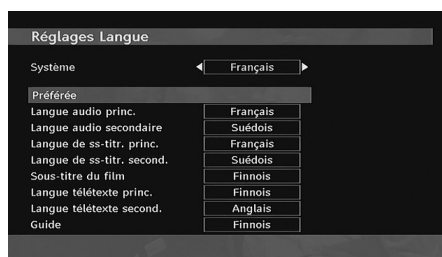 Réglages Langue
Système Français
Préférée
Langue audio princ. Français
Langue audio secondaire Suédois
Langue de ss-titr. princ. Français
Langue de ss-titr. second. Suédois
Sous-titre du film Finnois
Langue télétexte princ. Finnois
Langue télétexte second. Anglais
Guide Finnois